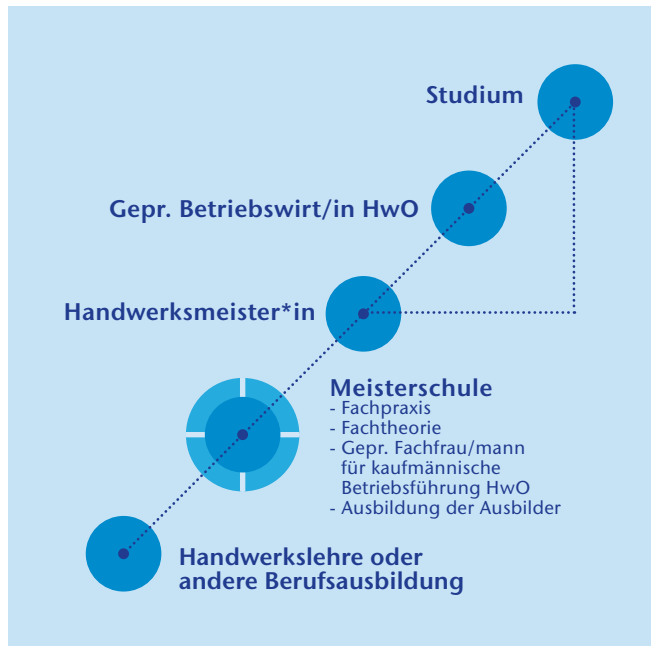 Studium
Gepr. Betriebswirt/in HwO
Handwerksmeister*in
Meisterschule
- Fachpraxis
- Fachtheorie
- Gepr. Fachfrau/mann
für kaufmännische
Betriebsführung HwO
- Ausbildung der Ausbilder
Handwerkslehre oder
andere Berufsausbildung